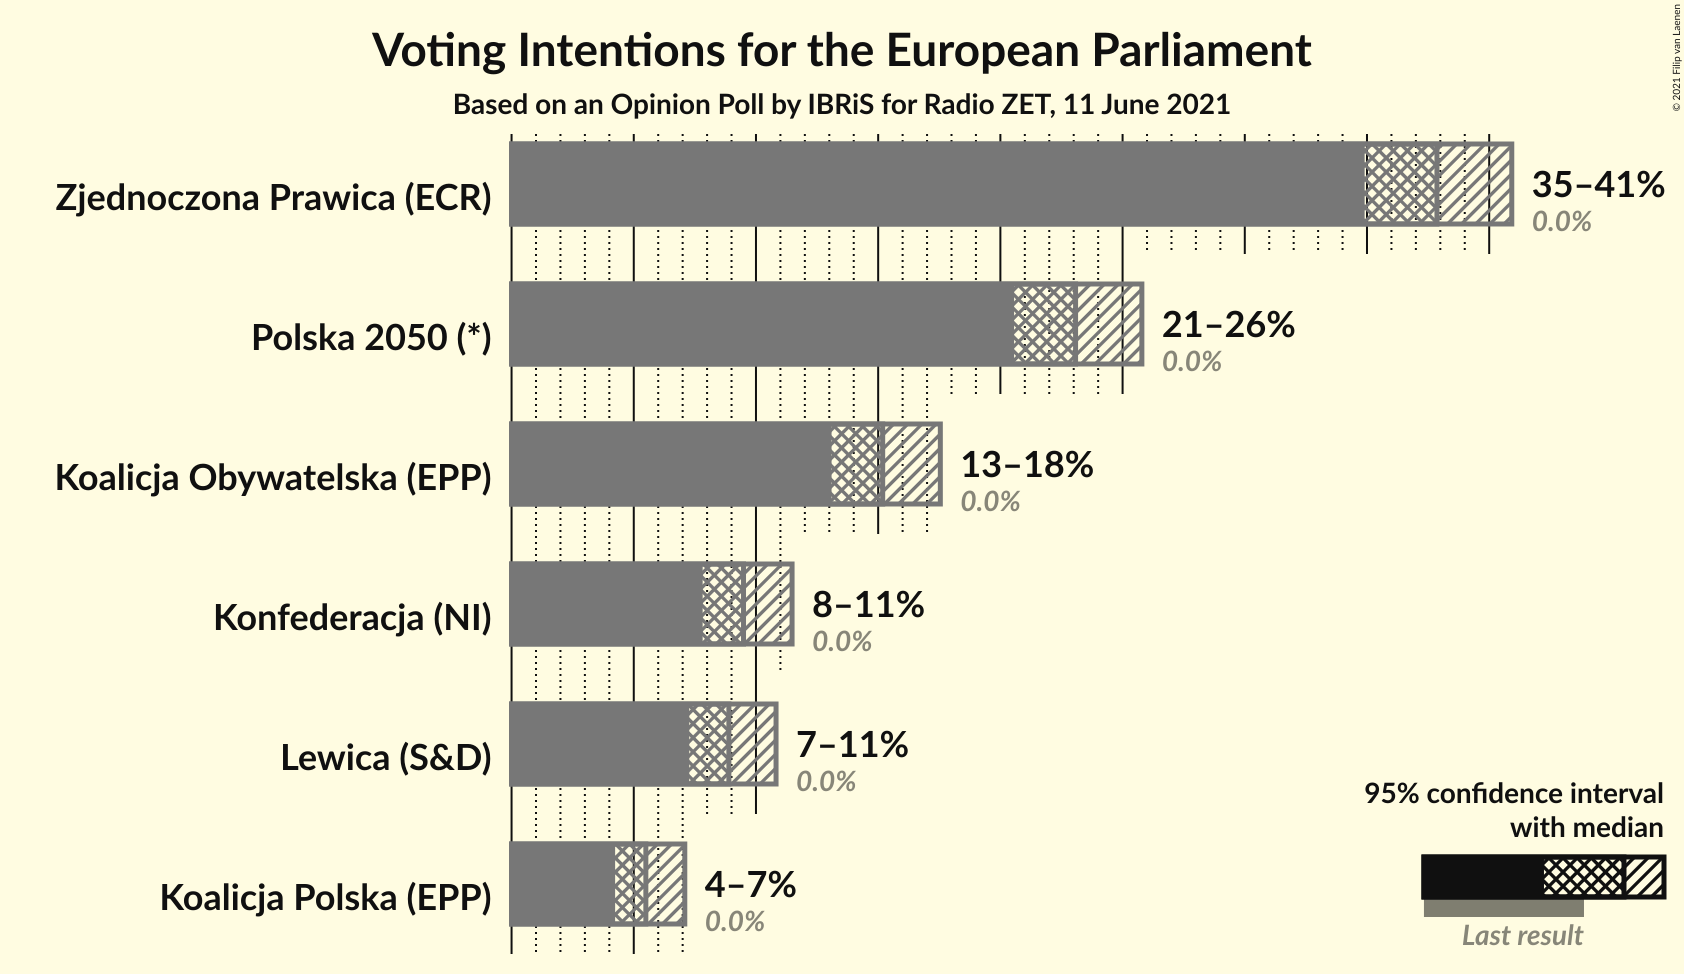 Voting Intentions for the European Parliament
Based on an Opinion Poll by IBRiS for Radio ZET, 11 June 2021
© 2021 Filip van Laenen
Zjednoczona Prawica (ECR)
35–41%
0.0%
Polska 2050 (*)
21–26%
0.0%
Koalicja Obywatelska (EPP)
13–18%
0.0%
Konfederacja (NI)
8–11%
0.0%
Lewica (S&D)
7–11%
0.0%
Koalicja Polska (EPP)
4–7%
0.0%
95% confidence interval
with median
Last result